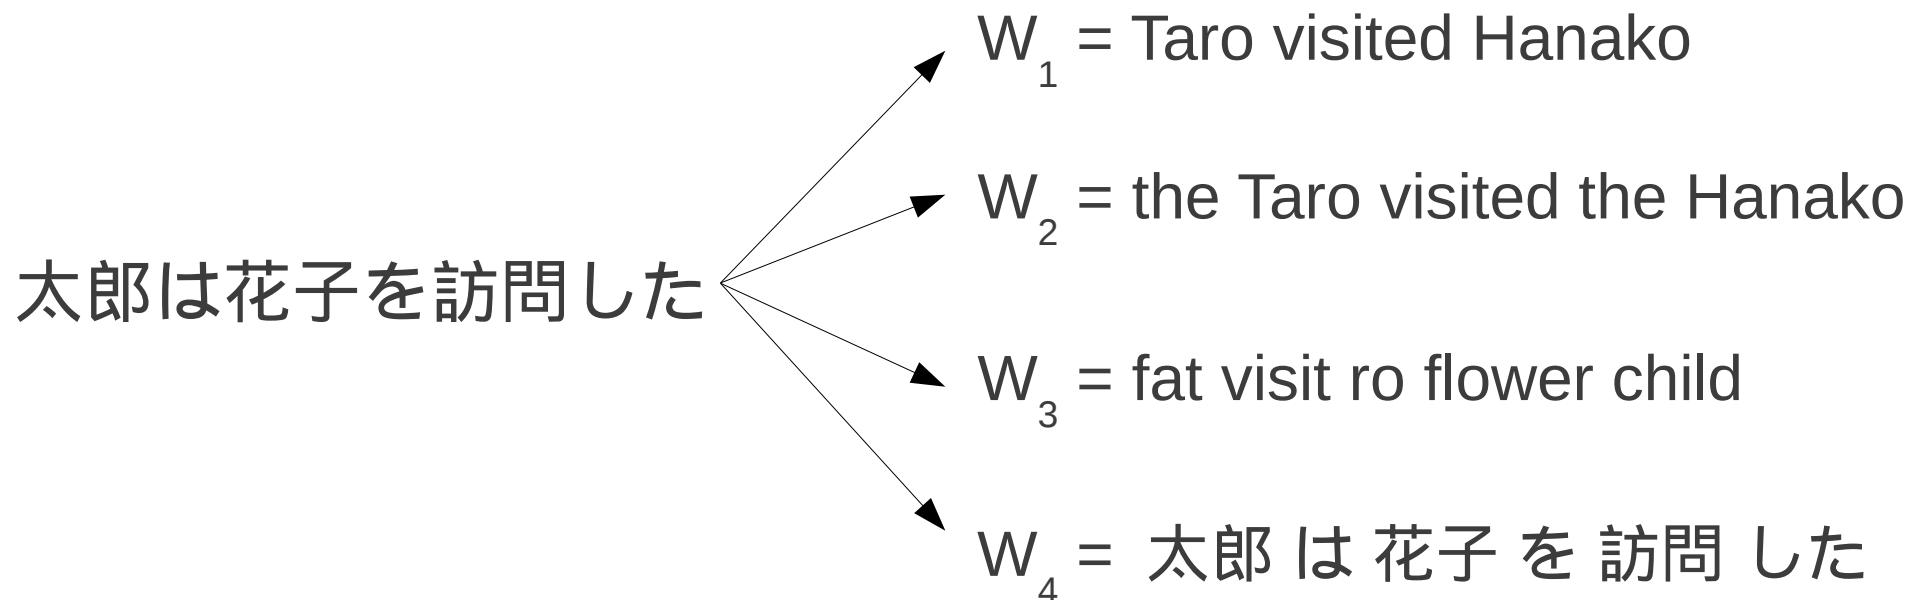 W1 = Taro visited Hanako
W2 = the Taro visited the Hanako
太郎は花子を訪問した
W3 = fat visit ro flower child
W4 = 太郎 は 花子 を 訪問 した